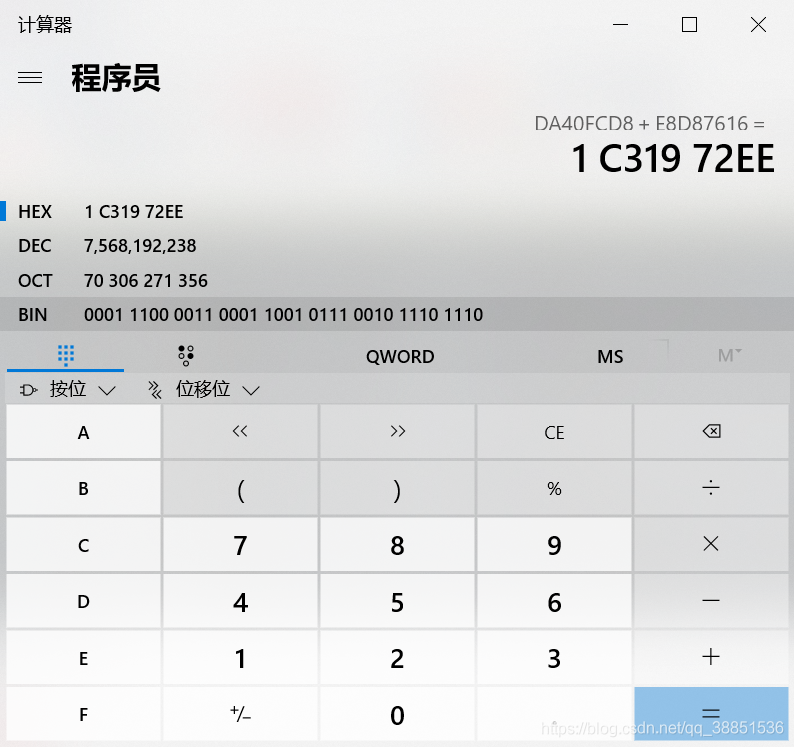 计算器
程序员
DA40FCD8 + E8D87616 =
1 C319 72EE
HEX 1 C319 72EE
DEC 7,568,192,238
OCT 70 306 271 356
BIN 0001 1100 0011 0001 1001 0111 0010 1110 1110
QWORD MS M
按位 位移位
A << >> CE
B ( ) % ÷
C 7 8 9 ×
D 4 5 6 −
E 1 2 3 +
F +/− 0 . =
https://blog.csdn.net/qq_38851536